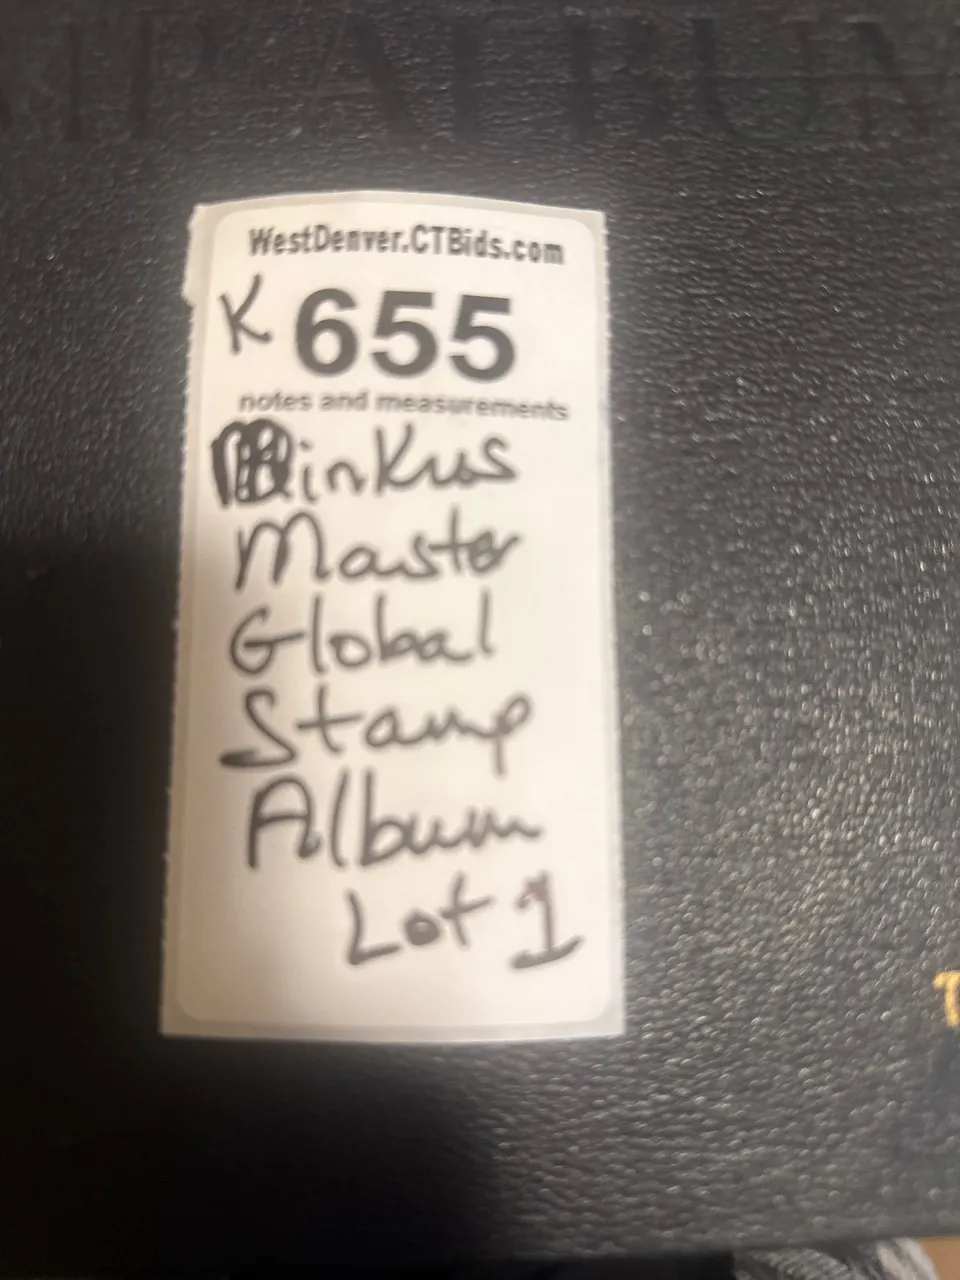 WestDenver.CTBids.com
K 655
notes and measurements
Minkus
Master
Global
Stamp
Album
Lot 1